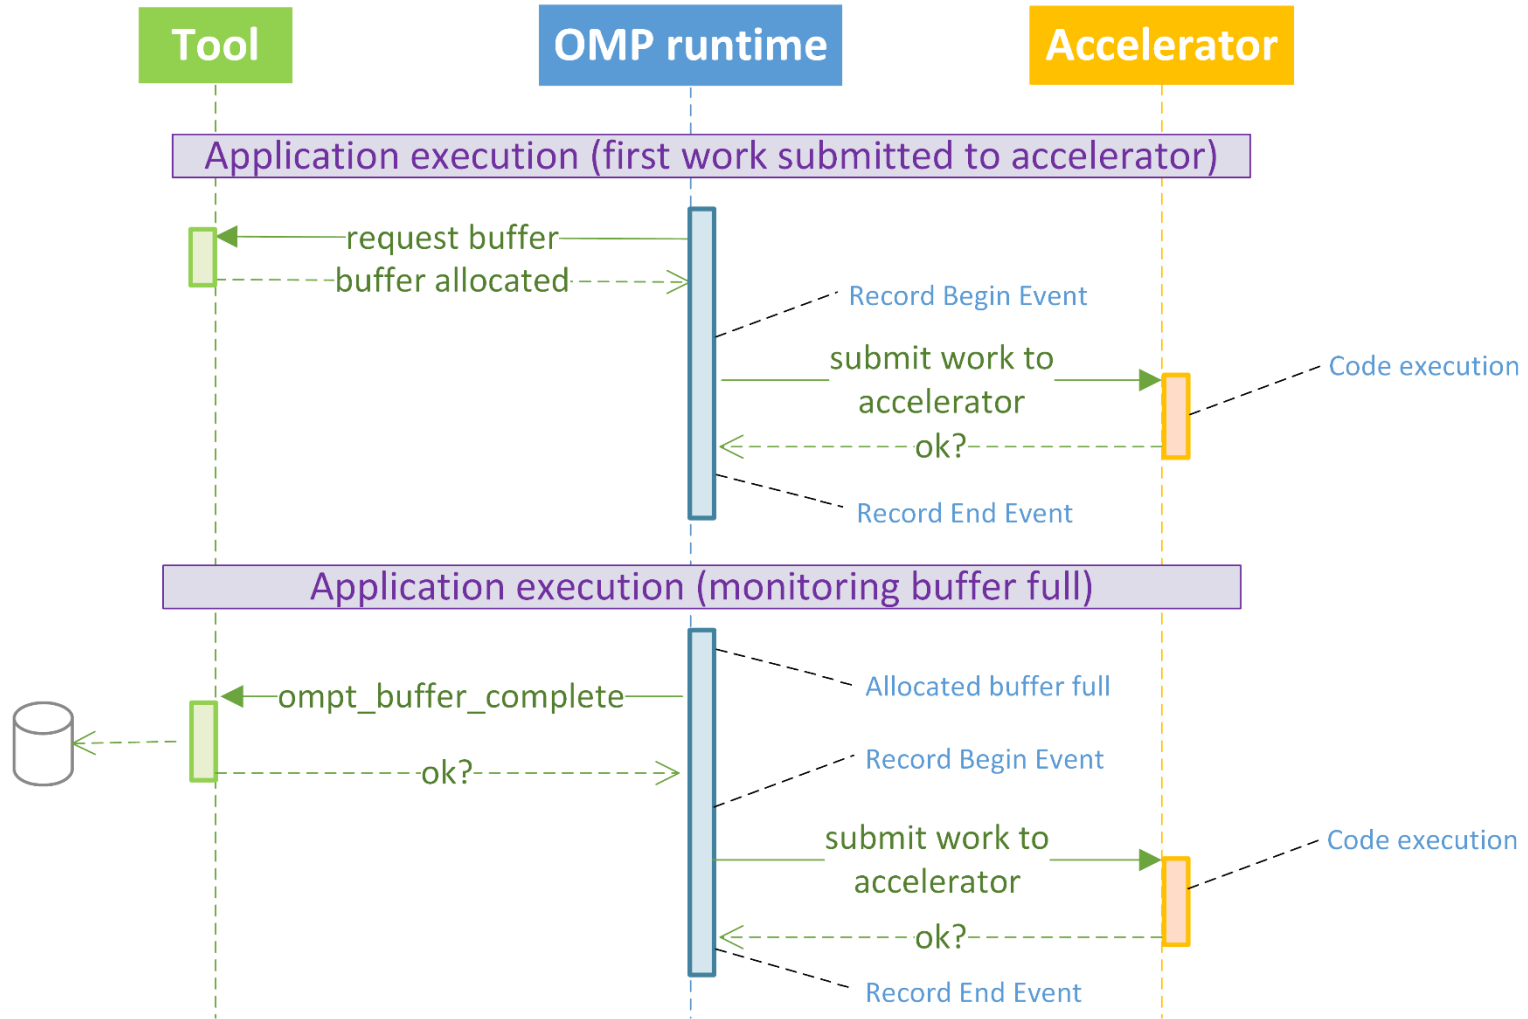 Tool
OMP runtime
Accelerator
Application execution (first work submitted to accelerator)
request buffer
buffer allocated
Record Begin Event
submit work to
accelerator
Code execution
ok?
Record End Event
Application execution (monitoring buffer full)
Allocated buffer full
ompt_buffer_complete
Record Begin Event
ok?
submit work to
accelerator
Code execution
ok?
Record End Event